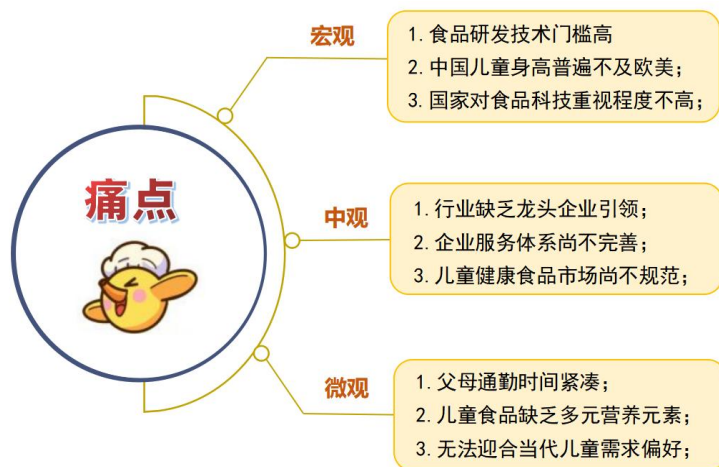 痛点
宏观
1.食品研发技术门槛高
2.中国儿童身高普遍不及欧美；
3.国家对食品科技重视程度不高；
中观
1.行业缺乏龙头企业引领；
2.企业服务体系尚不完善；
3.儿童健康食品市场尚不规范；
微观
1.父母通勤时间紧凑；
2.儿童食品缺乏多元营养元素；
3.无法迎合当代儿童需求偏好；